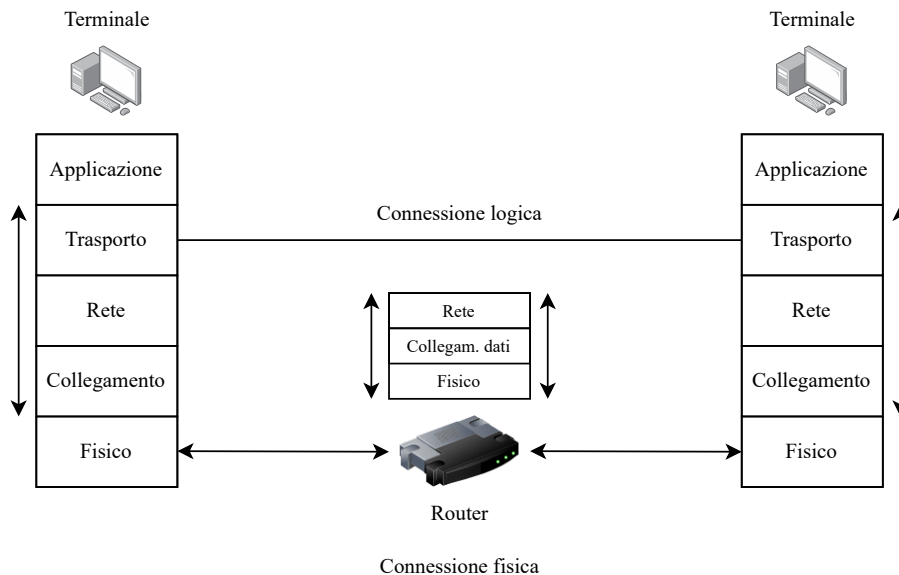 Terminale
Terminale
Applicazione
Applicazione
Connessione logica
Trasporto
Trasporto
Rete
Rete
Rete
Collegam. dati
Collegamento
Collegamento
Fisico
Fisico
Fisico
Router
Connessione fisica